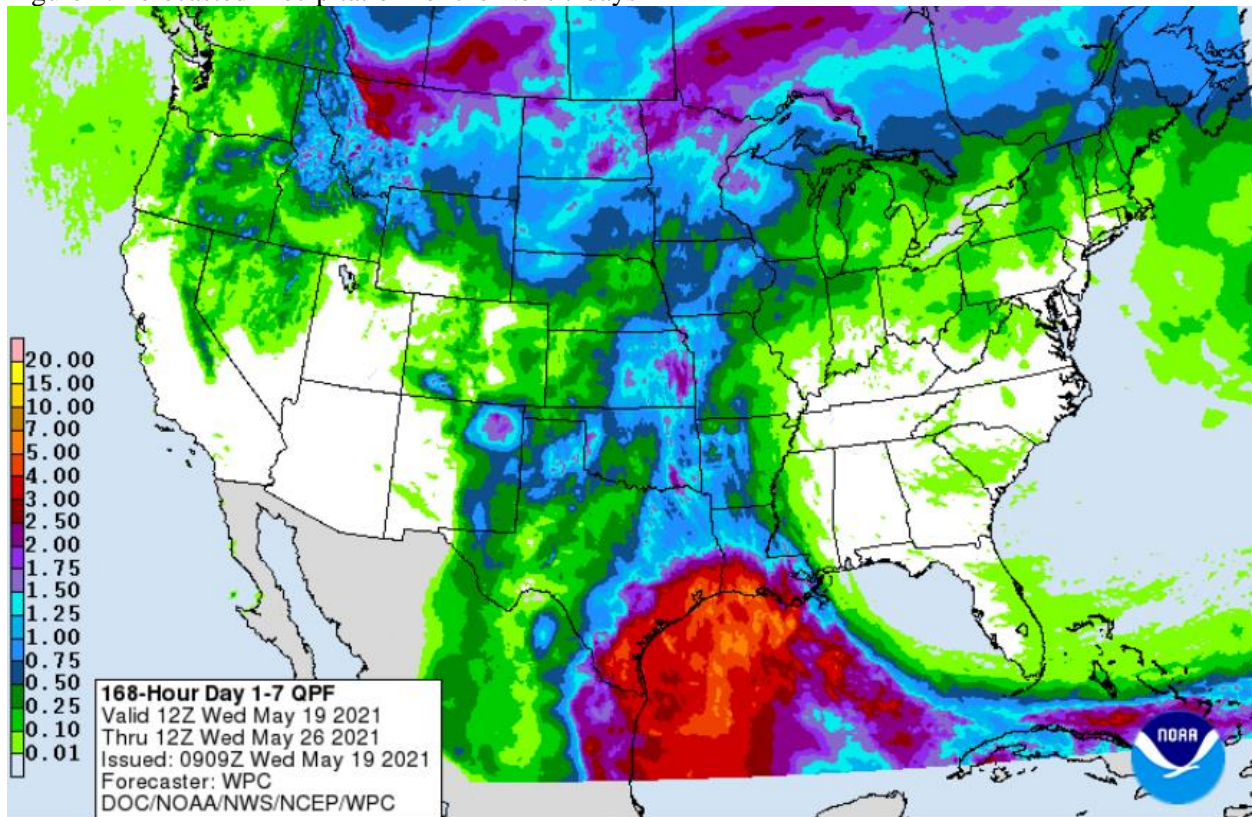 20.00
15.00
10.00
7.00
5.00
4.00
3.00
2.50
2.00
1.75
1.50
1.25
1.00
0.75
0.50
0.25
0.10
0.01
168-Hour Day 1-7 QPF
Valid 12Z Wed May 19 2021
Thru 12Z Wed May 26 2021
Issued: 0909Z Wed May 19 2021
Forecaster: WPC
DOC/NOAA/NWS/NCEP/WPC
NOAA